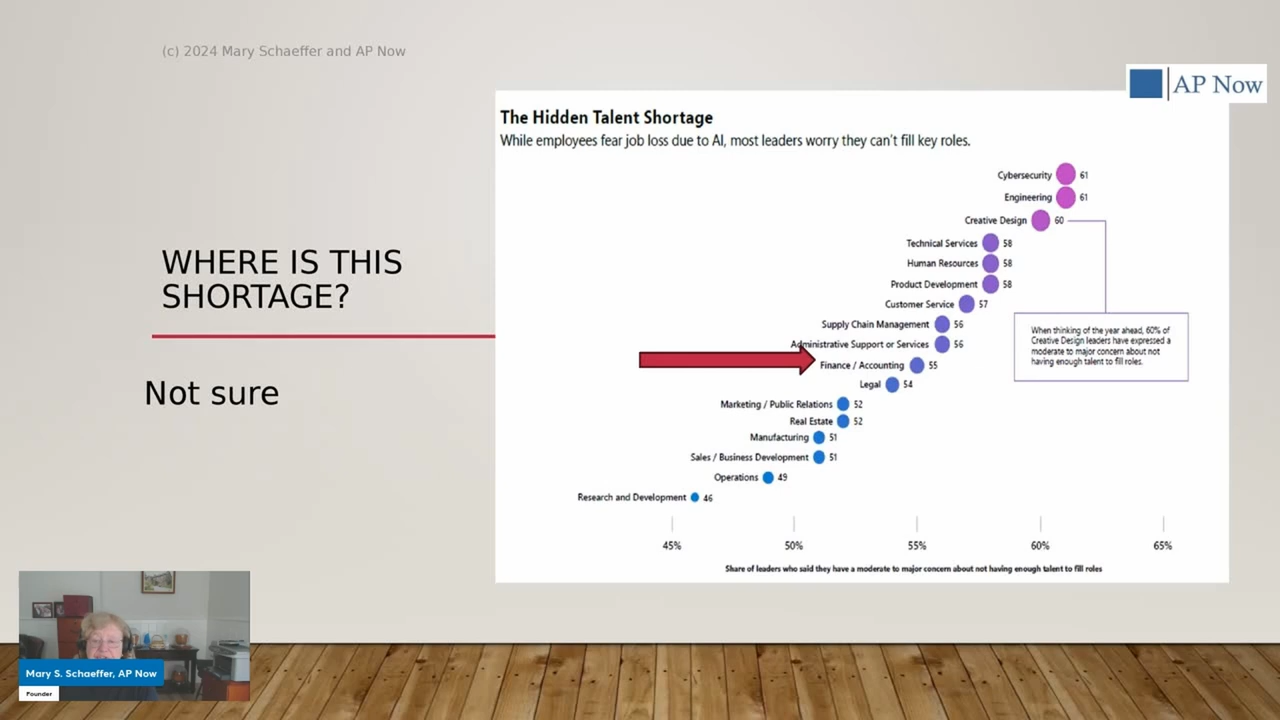 (c) 2024 Mary Schaeffer and AP Now
AP Now
WHERE IS THIS
SHORTAGE?
Not sure
The Hidden Talent Shortage
While employees fear job loss due to AI, most leaders worry they can't fill key roles.
Cybersecurity 61
Engineering 61
Creative Design 60
Technical Services 58
Human Resources 58
Product Development 58
Customer Service 57
Supply Chain Management 56
Administrative Support or Services 56
Finance / Accounting 55
Legal 54
Marketing / Public Relations 52
Real Estate 52
Manufacturing 51
Sales / Business Development 51
Operations 49
Research and Development 46
When thinking of the year ahead, 60% of
Creative Design leaders have expressed a
moderate to major concern about not
having enough talent to fill roles.
45% 50% 55% 60% 65%
Share of leaders who said they have a moderate to major concern about not having enough talent to fill roles
Mary S. Schaeffer, AP Now
Founder